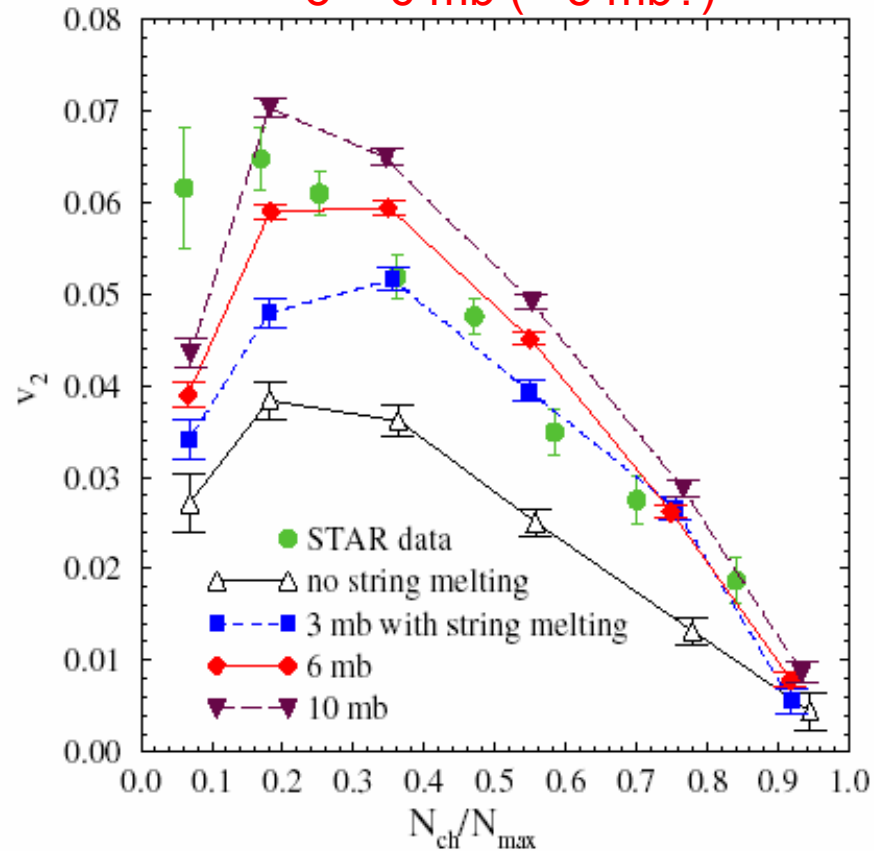 0.08
0.07
0.06
0.05
0.04
0.03
0.02
0.01
0.00
v2
STAR data
no string melting
3 mb with string melting
6 mb
10 mb
0.0 0.1 0.2 0.3 0.4 0.5 0.6 0.7 0.8 0.9 1.0
Nch/Nmax